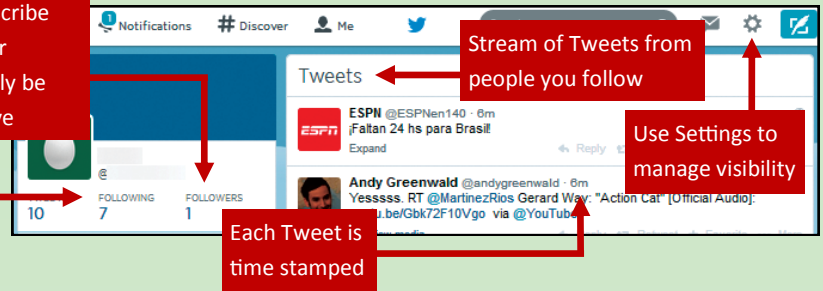 cribe
r
ly be
ve
Notifications # Discover Me
Stream of Tweets from
people you follow
Tweets
ESPN @ESPNen140 · 6m
¡Faltan 24 hs para Brasil!
Expand Reply
Use Settings to
manage visibility
Andy Greenwald @andygreenwald · 6m
Yesssss. RT @MartinezRios Gerard Way: "Action Cat" [Official Audio]:
u.be/Gbk72F10Vgo via @YouTube
@
FOLLOWING FOLLOWERS
10 7 1
Each Tweet is
time stamped